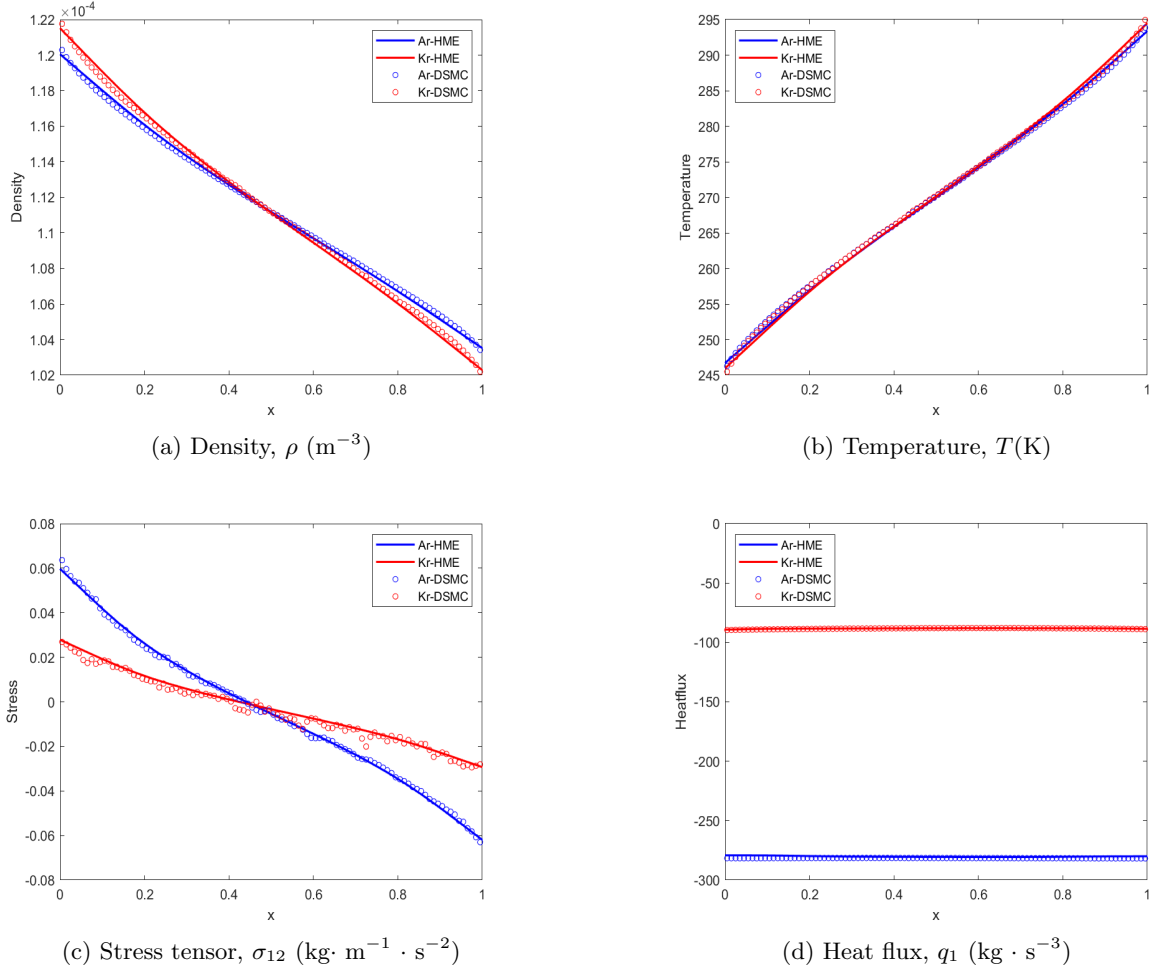 ×10⁻⁴
1.22
1.2
1.18
1.16
1.14
1.12
1.1
1.08
1.06
1.04
1.02
Density
0 0.2 0.4 0.6 0.8 1
x
Ar-HME
Kr-HME
Ar-DSMC
Kr-DSMC
(a) Density, ρ (m⁻³)
295
290
285
280
275
270
265
260
255
250
245
Temperature
0 0.2 0.4 0.6 0.8 1
x
Ar-HME
Kr-HME
Ar-DSMC
Kr-DSMC
(b) Temperature, T(K)
0.08
0.06
0.04
0.02
0
-0.02
-0.04
-0.06
-0.08
Stress
0 0.2 0.4 0.6 0.8 1
x
Ar-HME
Kr-HME
Ar-DSMC
Kr-DSMC
(c) Stress tensor, σ₁₂ (kg· m⁻¹ · s⁻²)
0
-50
-100
-150
-200
-250
-300
Heatflux
0 0.2 0.4 0.6 0.8 1
x
Ar-HME
Kr-HME
Ar-DSMC
Kr-DSMC
(d) Heat flux, q₁ (kg · s⁻³)